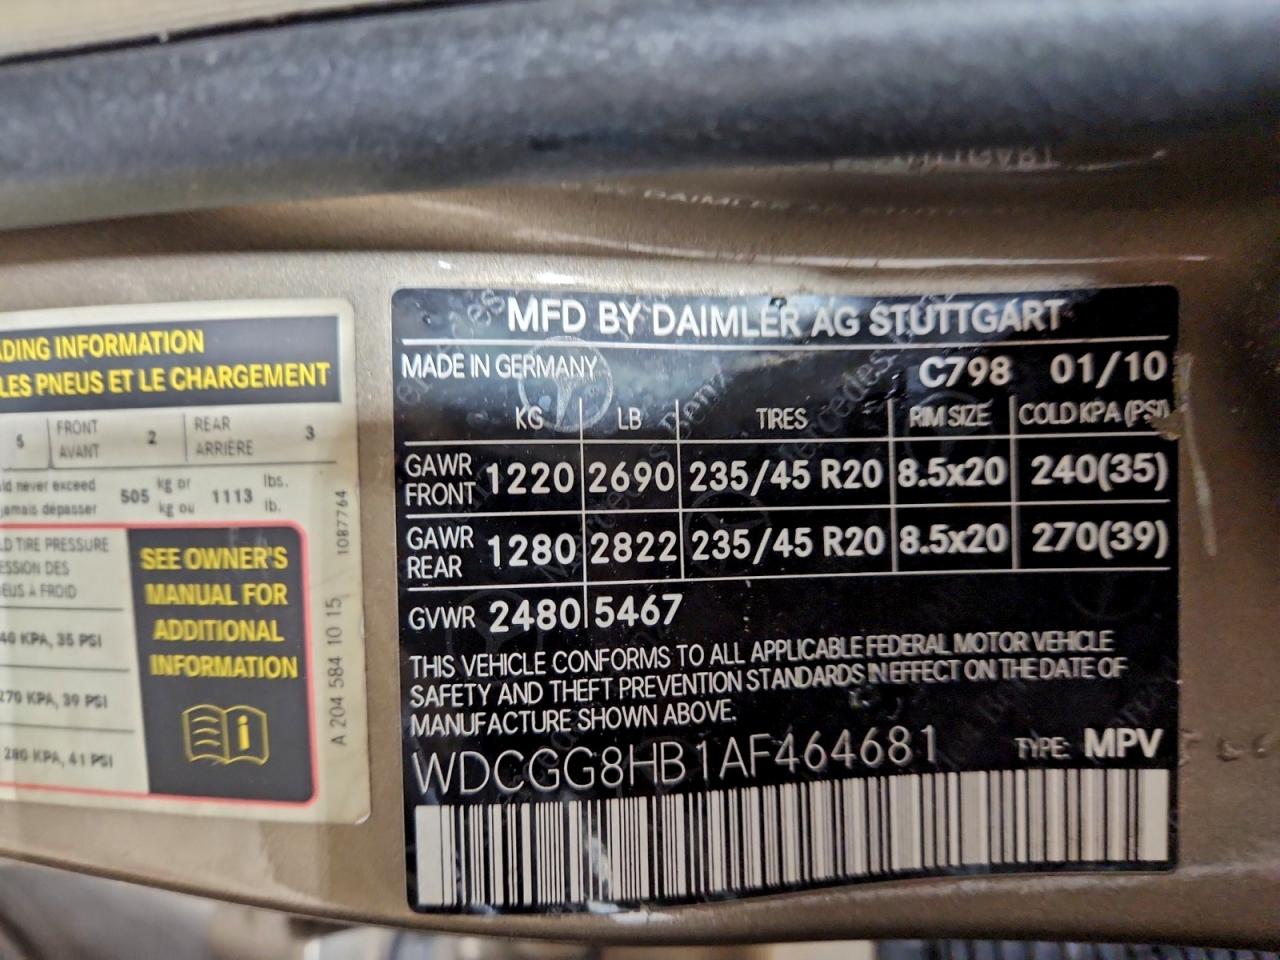 ADING INFORMATION
LES PNEUS ET LE CHARGEMENT
5 FRONT AVANT 2 REAR ARRIÈRE 3
never exceed
jamais dépasser
505 kg or kg ou 1113 lbs. lb.
TIRE PRESSURE
À FROID
40 KPA, 35 PSI
270 KPA, 39 PSI
280 KPA, 41 PSI
SEE OWNER'S
MANUAL FOR
ADDITIONAL
INFORMATION
i
A 204 584 10 15 1087764
MFD BY DAIMLER AG STUTTGART
MADE IN GERMANY C798 01/10
KG LB TIRES RIM SIZE COLD KPA (PSI)
GAWR FRONT 1220 2690 235/45 R20 8.5x20 240(35)
GAWR REAR 1280 2822 235/45 R20 8.5x20 270(39)
GVWR 2480 5467
THIS VEHICLE CONFORMS TO ALL APPLICABLE FEDERAL MOTOR VEHICLE
SAFETY AND THEFT PREVENTION STANDARDS IN EFFECT ON THE DATE OF
MANUFACTURE SHOWN ABOVE.
WDCGG8HB1AF464681 TYPE: MPV